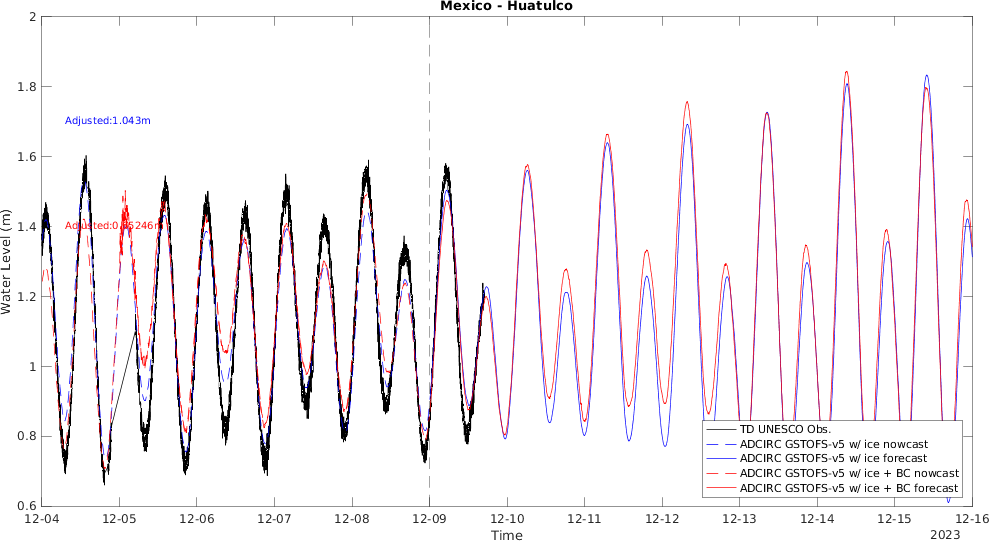 Mexico - Huatulco
2
1.8
1.6
1.4
1.2
1
0.8
0.6
Water Level (m)
Adjusted:1.043m
12-04
12-05
12-06
12-07
12-08
12-09
12-10
12-11
12-12
12-13
12-14
12-15
12-16
Time
2023
TD UNESCO Obs.
ADCIRC GSTOFS-v5 w/ ice nowcast
ADCIRC GSTOFS-v5 w/ ice forecast
ADCIRC GSTOFS-v5 w/ ice + BC nowcast
ADCIRC GSTOFS-v5 w/ ice + BC forecast